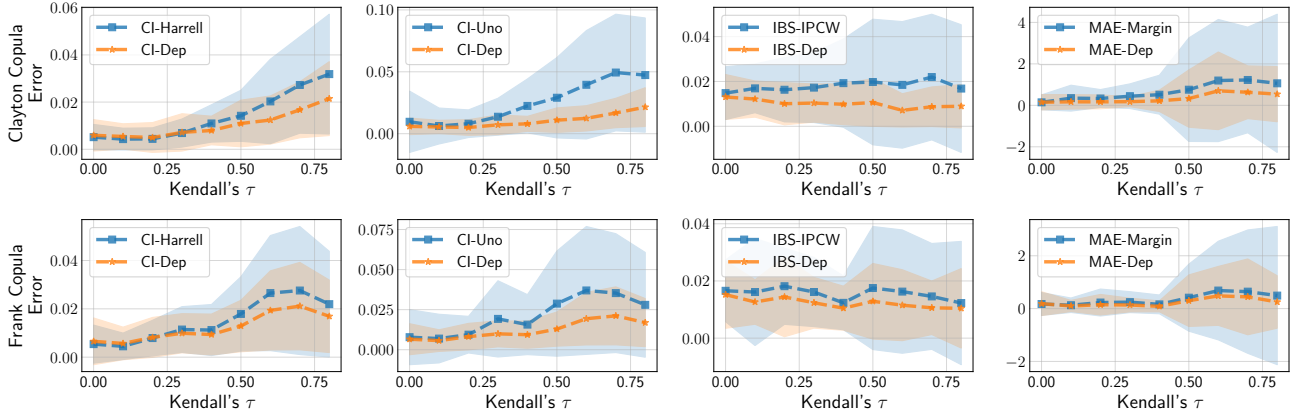 Clayton Copula
Error
0.06
0.04
0.02
0.00
CI-Harrell
CI-Dep
0.00 0.25 0.50 0.75
Kendall's τ
0.10
0.05
0.00
CI-Uno
CI-Dep
0.00 0.25 0.50 0.75
Kendall's τ
0.04
0.02
0.00
IBS-IPCW
IBS-Dep
0.00 0.25 0.50 0.75
Kendall's τ
4
2
0
−2
MAE-Margin
MAE-Dep
0.00 0.25 0.50 0.75
Kendall's τ
Frank Copula
Error
0.04
0.02
0.00
CI-Harrell
CI-Dep
0.00 0.25 0.50 0.75
Kendall's τ
0.075
0.050
0.025
0.000
CI-Uno
CI-Dep
0.00 0.25 0.50 0.75
Kendall's τ
0.04
0.02
0.00
IBS-IPCW
IBS-Dep
0.00 0.25 0.50 0.75
Kendall's τ
2
0
−2
MAE-Margin
MAE-Dep
0.00 0.25 0.50 0.75
Kendall's τ